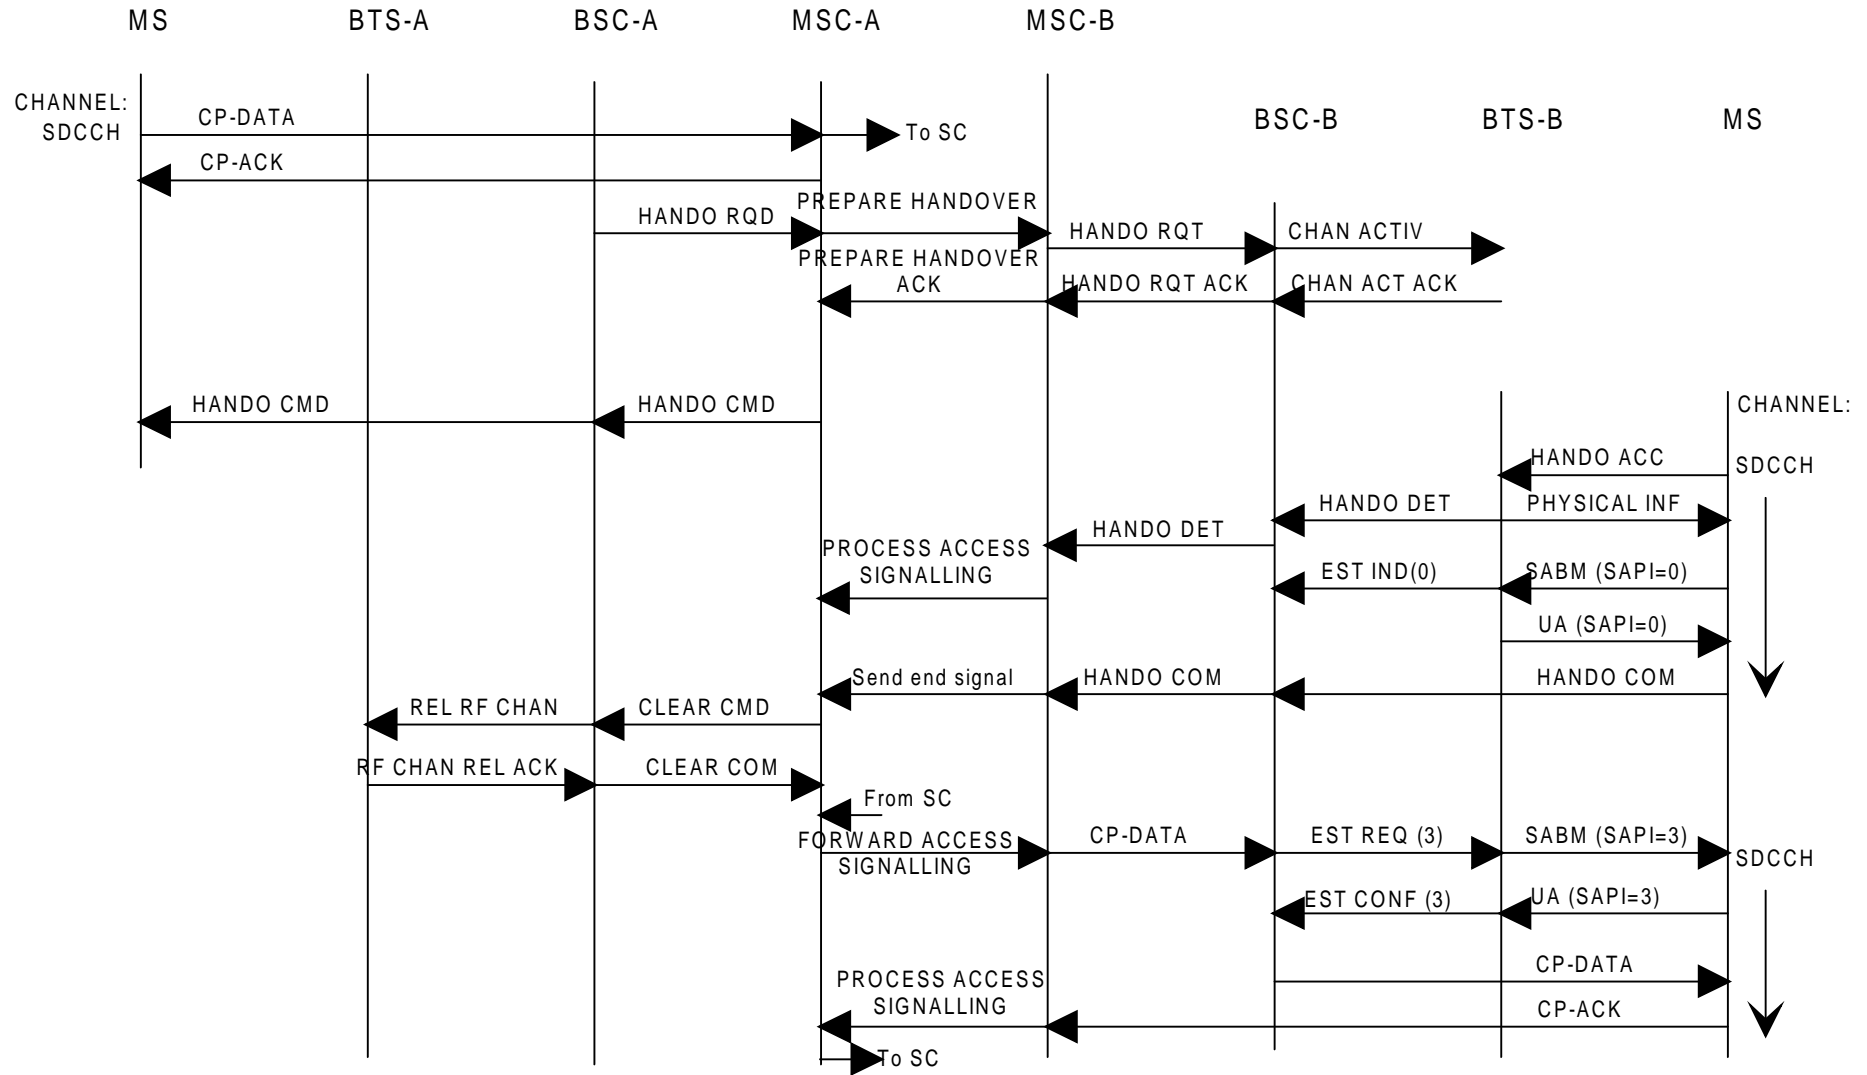 MS BTS-A BSC-A MSC-A MSC-B
CHANNEL:
SDCCH
BSC-B BTS-B MS
CP-DATA
To SC
CP-ACK
PREPARE HANDOVER
HANDO RQD
HANDO RQT
CHAN ACTIV
PREPARE HANDOVER
ACK
HANDO RQT ACK
CHAN ACT ACK
HANDO CMD
HANDO CMD
CHANNEL:
HANDO ACC
SDCCH
HANDO DET
PHYSICAL INF
HANDO DET
PROCESS ACCESS
SIGNALLING
EST IND(0)
SABM (SAPI=0)
UA (SAPI=0)
Send end signal
HANDO COM
HANDO COM
REL RF CHAN
CLEAR CMD
RF CHAN REL ACK
CLEAR COM
From SC
FORWARD ACCESS
SIGNALLING
CP-DATA
EST REQ (3)
SABM (SAPI=3)
SDCCH
EST CONF (3)
UA (SAPI=3)
CP-DATA
PROCESS ACCESS
SIGNALLING
CP-ACK
To SC